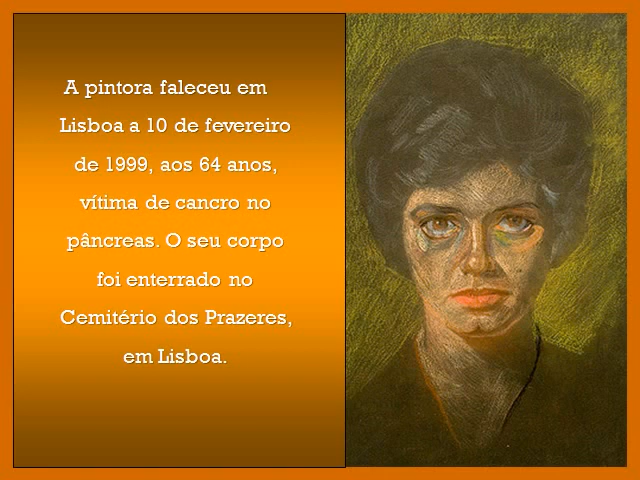 A pintora faleceu em
Lisboa a 10 de fevereiro
de 1999, aos 64 anos,
vítima de cancro no
pâncreas. O seu corpo
foi enterrado no
Cemitério dos Prazeres,
em Lisboa.